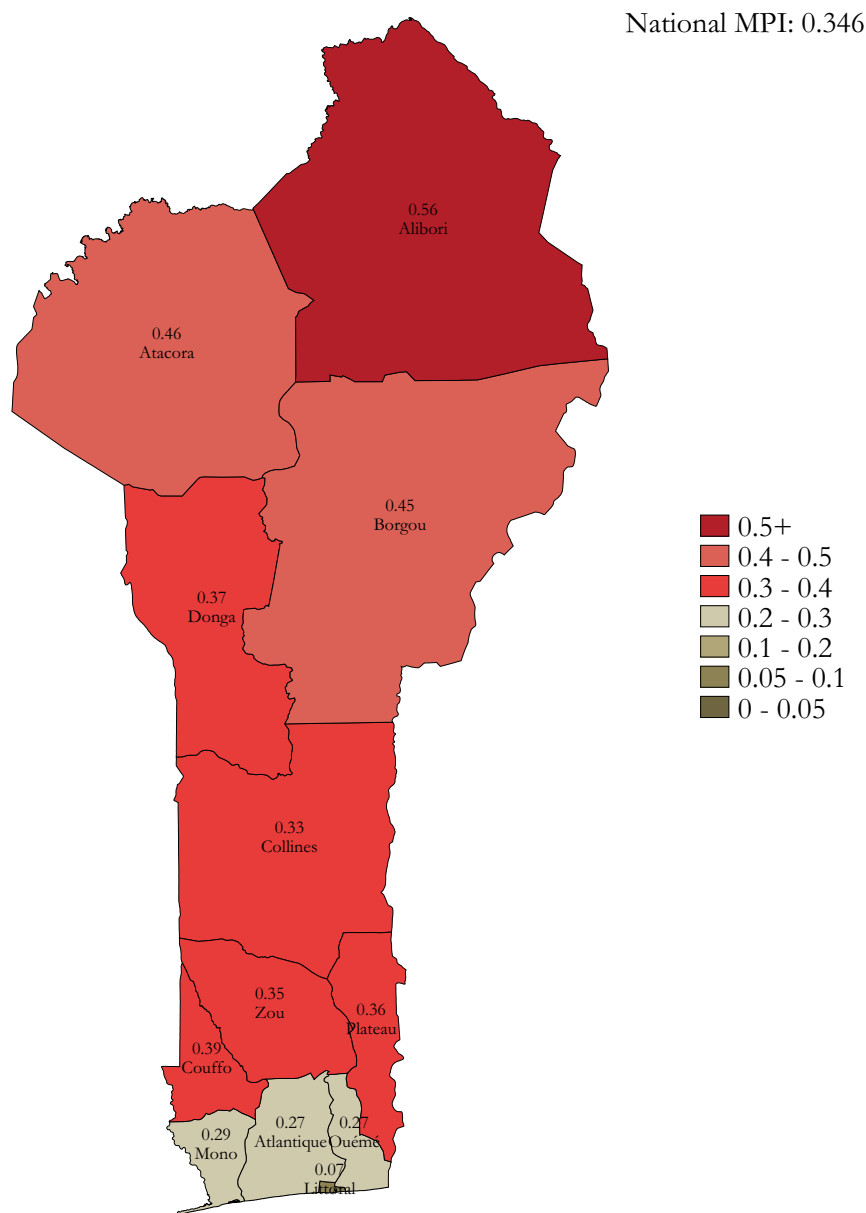 National MPI: 0.346
0.56
Alibori
0.46
Atacora
0.45
Borgou
0.5+
0.4 - 0.5
0.3 - 0.4
0.2 - 0.3
0.1 - 0.2
0.05 - 0.1
0 - 0.05
0.37
Donga
0.33
Collines
0.35
Zou
0.36
Plateau
0.39
Couffo
0.29
Mono
0.27
Atlantique
0.27
Ouémé
0.07
Littoral